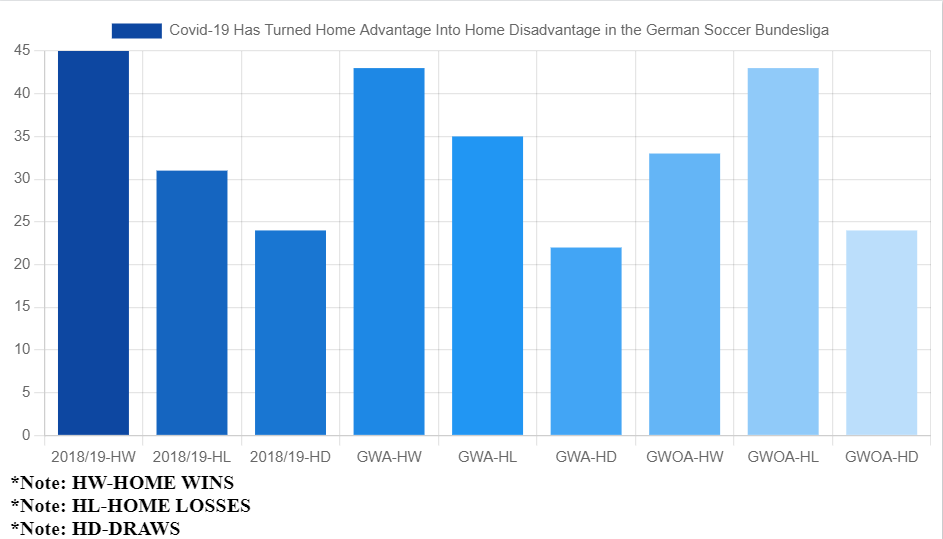 Covid-19 Has Turned Home Advantage Into Home Disadvantage in the German Soccer Bundesliga
45
40
35
30
25
20
15
10
5
0
2018/19-HW 2018/19-HL 2018/19-HD GWA-HW GWA-HL GWA-HD GWOA-HW GWOA-HL GWOA-HD
*Note: HW-HOME WINS
*Note: HL-HOME LOSSES
*Note: HD-DRAWS